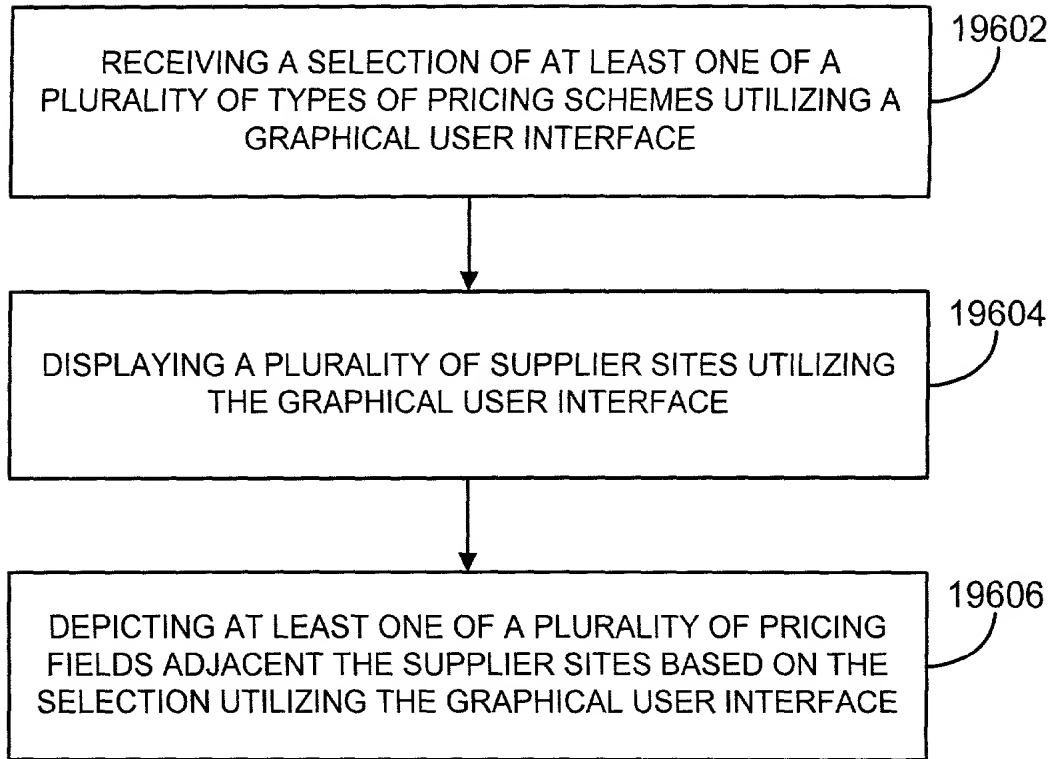 19602
RECEIVING A SELECTION OF AT LEAST ONE OF A
PLURALITY OF TYPES OF PRICING SCHEMES UTILIZING A
GRAPHICAL USER INTERFACE
19604
DISPLAYING A PLURALITY OF SUPPLIER SITES UTILIZING
THE GRAPHICAL USER INTERFACE
19606
DEPICTING AT LEAST ONE OF A PLURALITY OF PRICING
FIELDS ADJACENT THE SUPPLIER SITES BASED ON THE
SELECTION UTILIZING THE GRAPHICAL USER INTERFACE